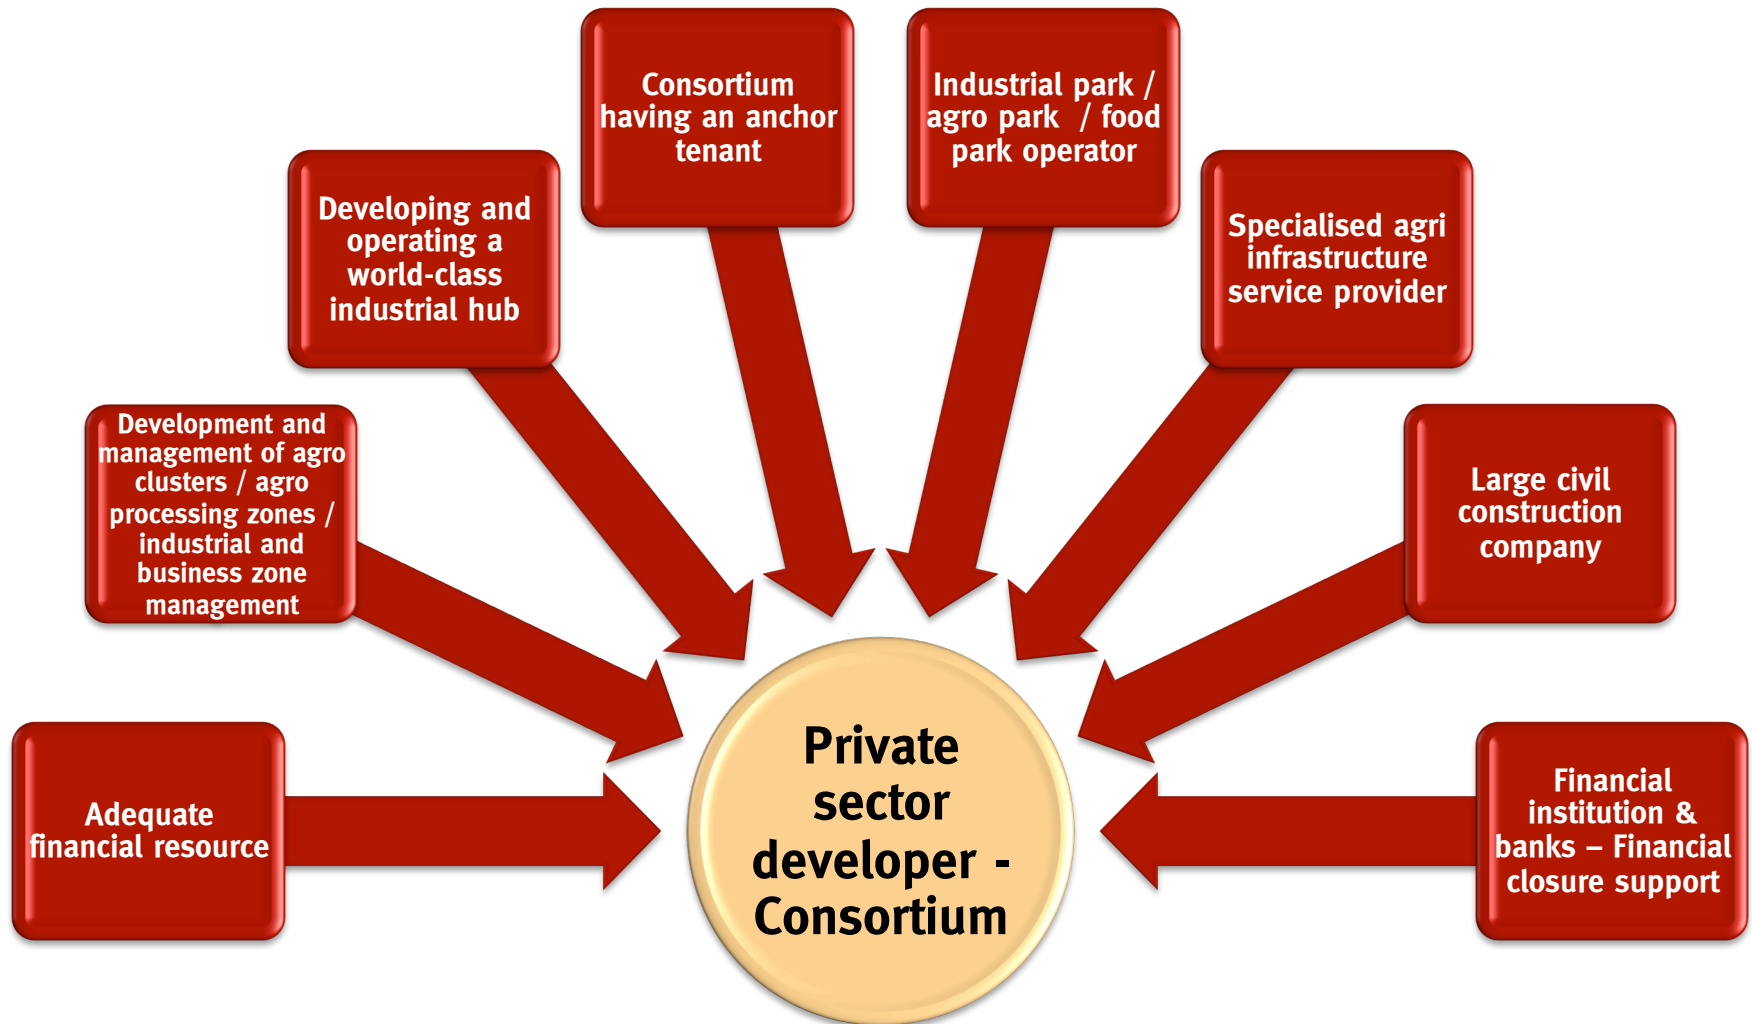 Consortium
having an anchor
tenant
Industrial park /
agro park / food
park operator
Developing and
operating a
world-class
industrial hub
Specialised agri
infrastructure
service provider
Development and
management of agro
clusters / agro
processing zones /
industrial and
business zone
management
Large civil
construction
company
Adequate
financial resource
Private
sector
developer -
Consortium
Financial
institution &
banks – Financial
closure support